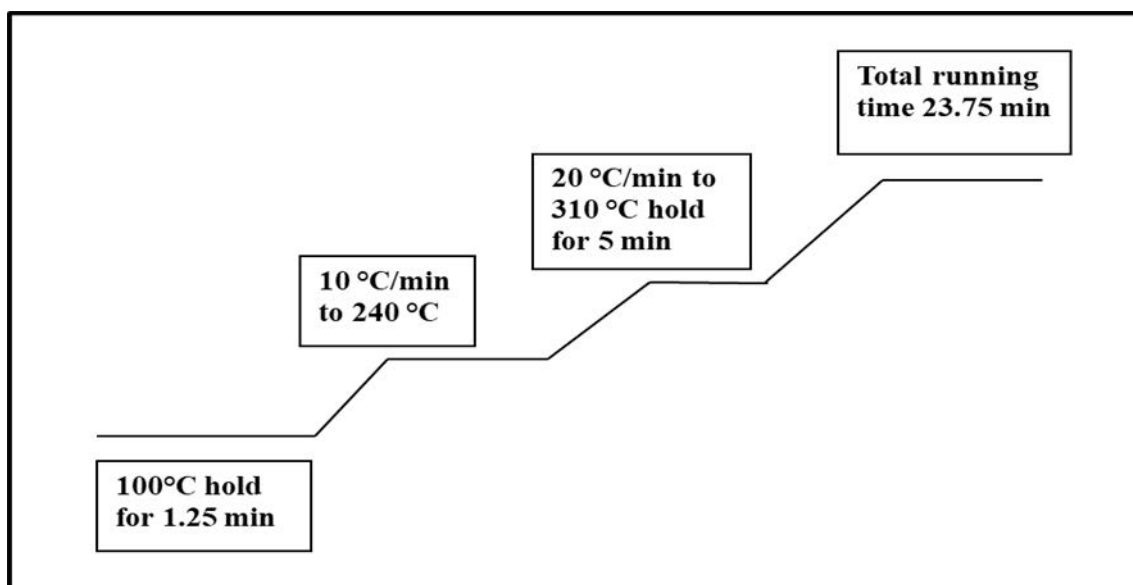 100°C hold
for 1.25 min
10 °C/min
to 240 °C
20 °C/min to
310 °C hold
for 5 min
Total running
time 23.75 min